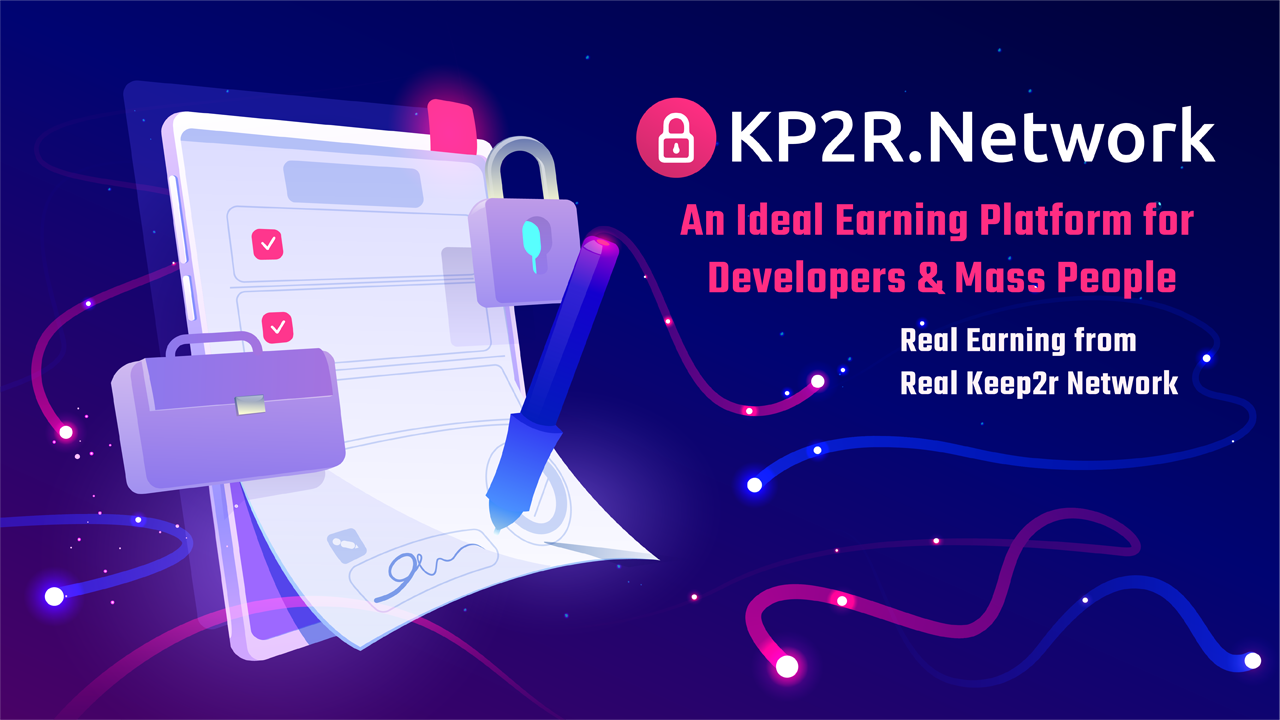 KP2R.Network
An Ideal Earning Platform for
Developers & Mass People
Real Earning from
Real Keep2r Network